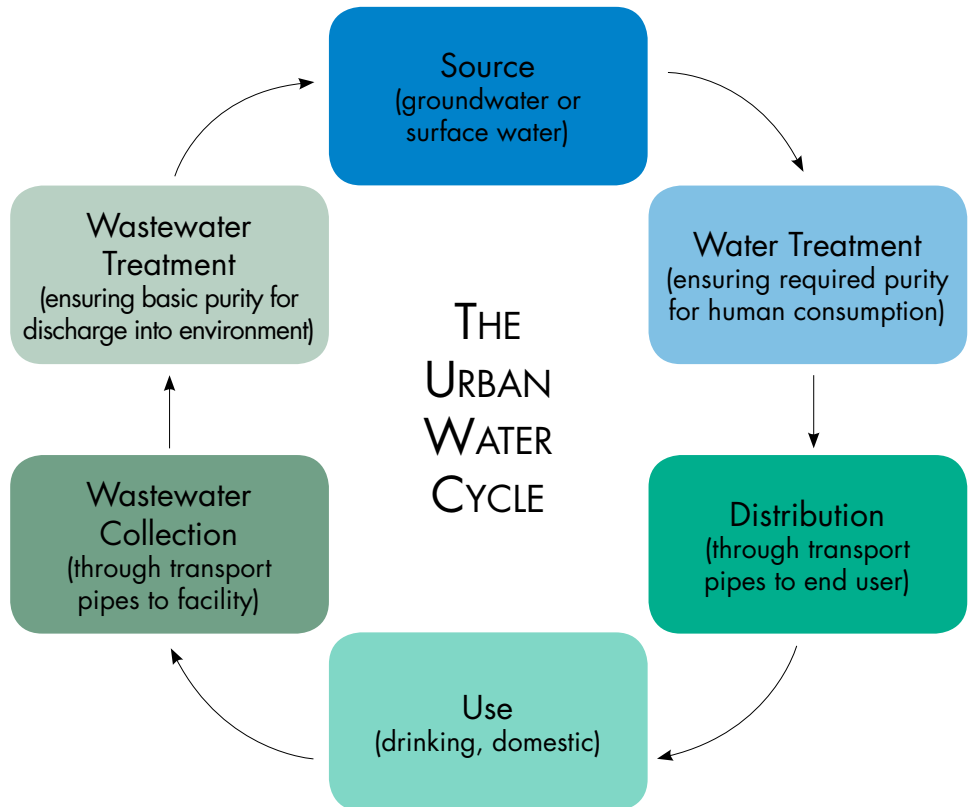 Source
(groundwater or
surface water)
Water Treatment
(ensuring required purity
for human consumption)
Distribution
(through transport
pipes to end user)
Use
(drinking, domestic)
Wastewater
Collection
(through transport
pipes to facility)
Wastewater
Treatment
(ensuring basic purity for
discharge into environment)
The
Urban
Water
Cycle